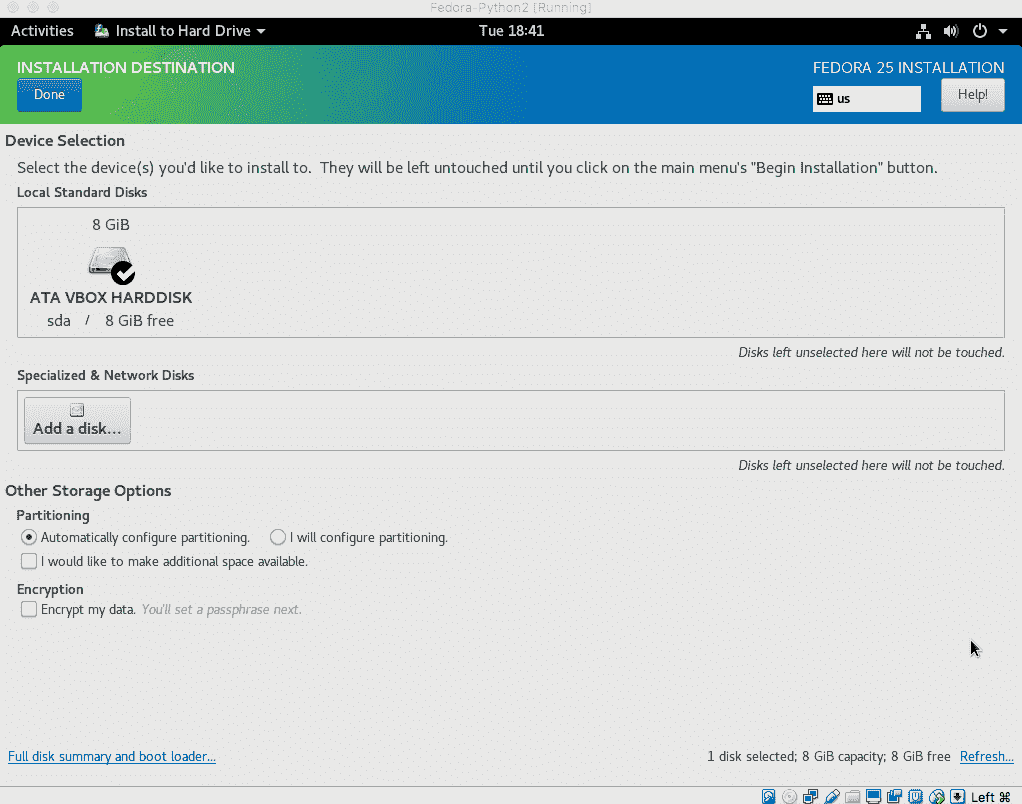 Fedora-Python2 [Running]
Activities Install to Hard Drive Tue 18:41
INSTALLATION DESTINATION FEDORA 25 INSTALLATION
Done us Help!
Device Selection
Select the device(s) you'd like to install to. They will be left untouched until you click on the main menu's "Begin Installation" button.
Local Standard Disks
8 GiB
ATA VBOX HARDDISK
sda / 8 GiB free
Disks left unselected here will not be touched.
Specialized & Network Disks
Add a disk...
Disks left unselected here will not be touched.
Other Storage Options
Partitioning
Automatically configure partitioning. I will configure partitioning.
I would like to make additional space available.
Encryption
Encrypt my data. You'll set a passphrase next.
Full disk summary and boot loader... 1 disk selected; 8 GiB capacity; 8 GiB free Refresh...
Left ⌘